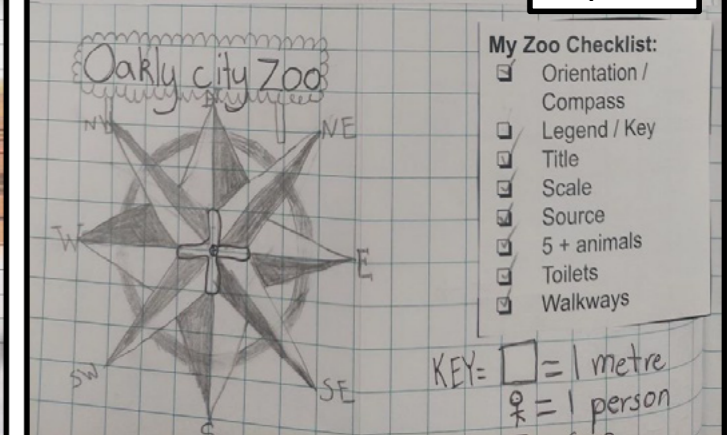 Oakly city Zoo
My Zoo Checklist:
Orientation /
Compass
Legend / Key
Title
Scale
Source
5 + animals
Toilets
Walkways
NE
W
E
SW
SE
KEY= = 1 metre
= 1 person